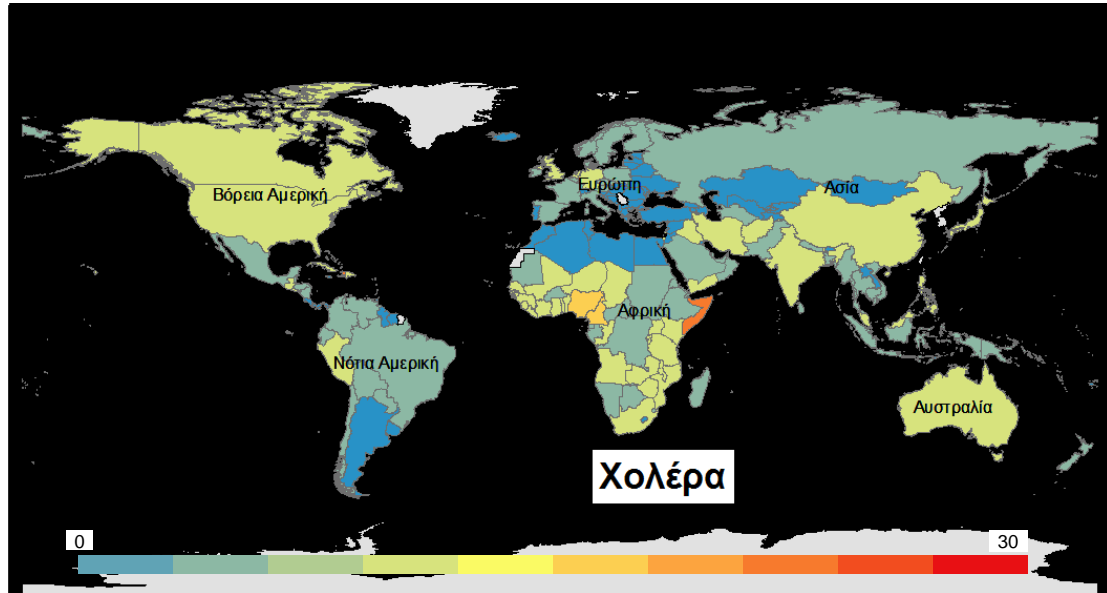 Βόρεια Αμερική
Ευρώπη
Ασία
Αφρική
Νότια Αμερική
Αυστραλία
Χολέρα
0
30